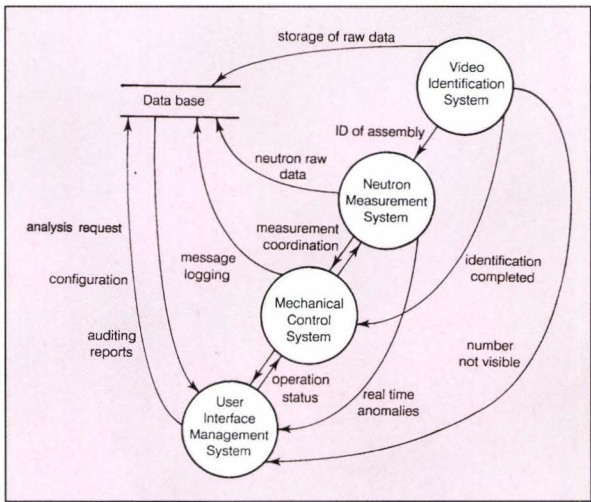 storage of raw data
Video
Identification
System
Data base
ID of assembly
neutron raw
data
Neutron
Measurement
System
analysis request
measurement
coordination
message
logging
identification
completed
configuration
Mechanical
Control
System
auditing
reports
number
not visible
operation
status
real time
anomalies
User
Interface
Management
System